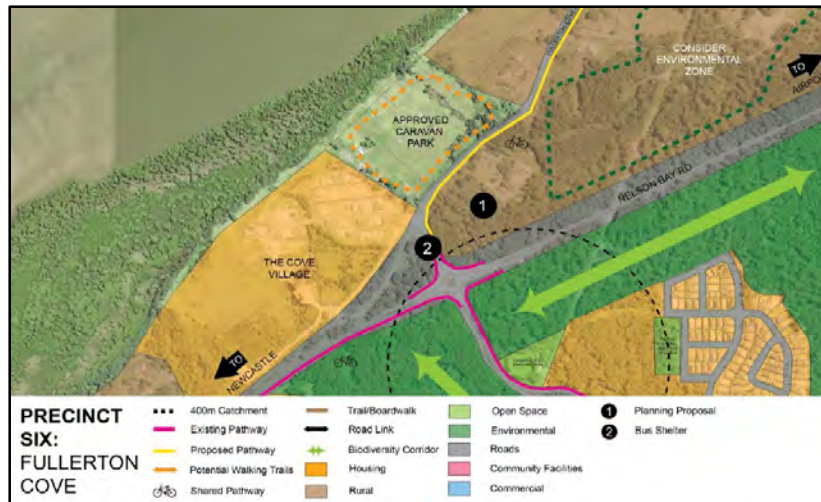 CONSIDER
ENVIRONMENTAL
ZONE
TO
APPROVED
CARAVAN
PARK
NELSON BAY RD
1
2
THE COVE
VILLAGE
TO
NEWCASTLE
PRECINCT
SIX:
FULLERTON
COVE
400m Catchment
Existing Pathway
Proposed Pathway
Potential Walking Trails
Shared Pathway
Trail/Boardwalk
Road Link
Biodiversity Corridor
Housing
Rural
Open Space
Environmental
Roads
Community Facilities
Commercial
1 Planning Proposal
2 Bus Shelter